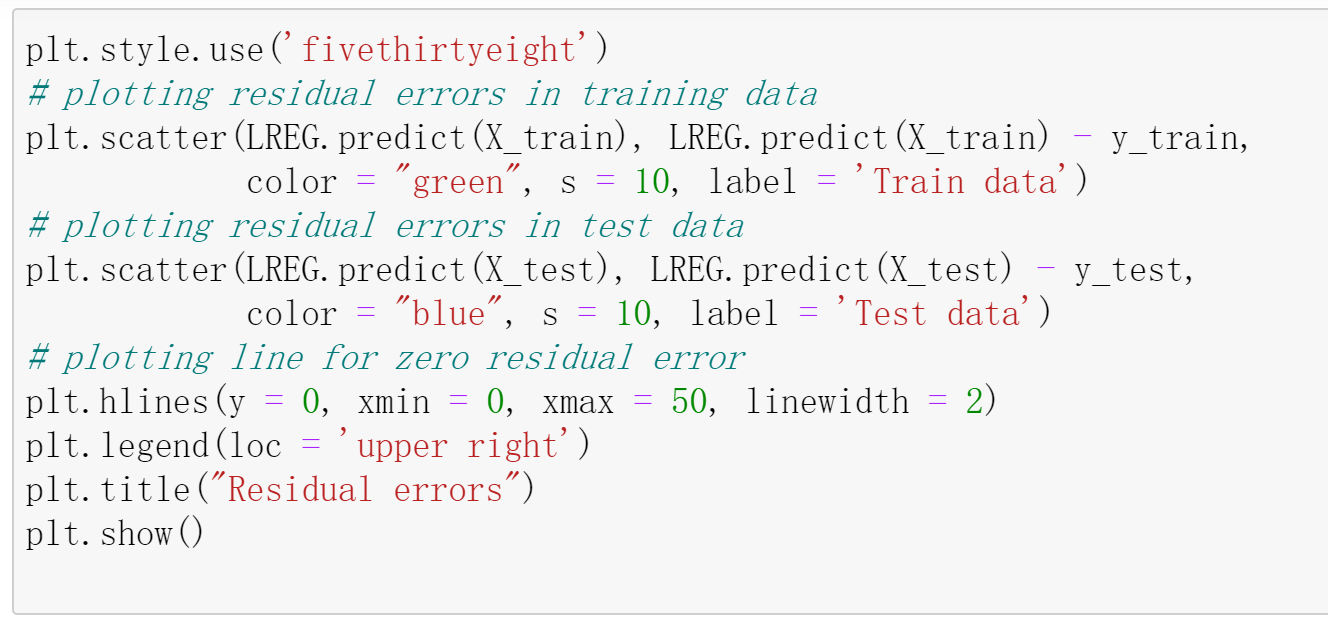 plt.style.use('fivethirtyeight')
# plotting residual errors in training data
plt.scatter(LREG.predict(X_train), LREG.predict(X_train) - y_train,
            color = "green", s = 10, label = 'Train data')
# plotting residual errors in test data
plt.scatter(LREG.predict(X_test), LREG.predict(X_test) - y_test,
            color = "blue", s = 10, label = 'Test data')
# plotting line for zero residual error
plt.hlines(y = 0, xmin = 0, xmax = 50, linewidth = 2)
plt.legend(loc = 'upper right')
plt.title("Residual errors")
plt.show()